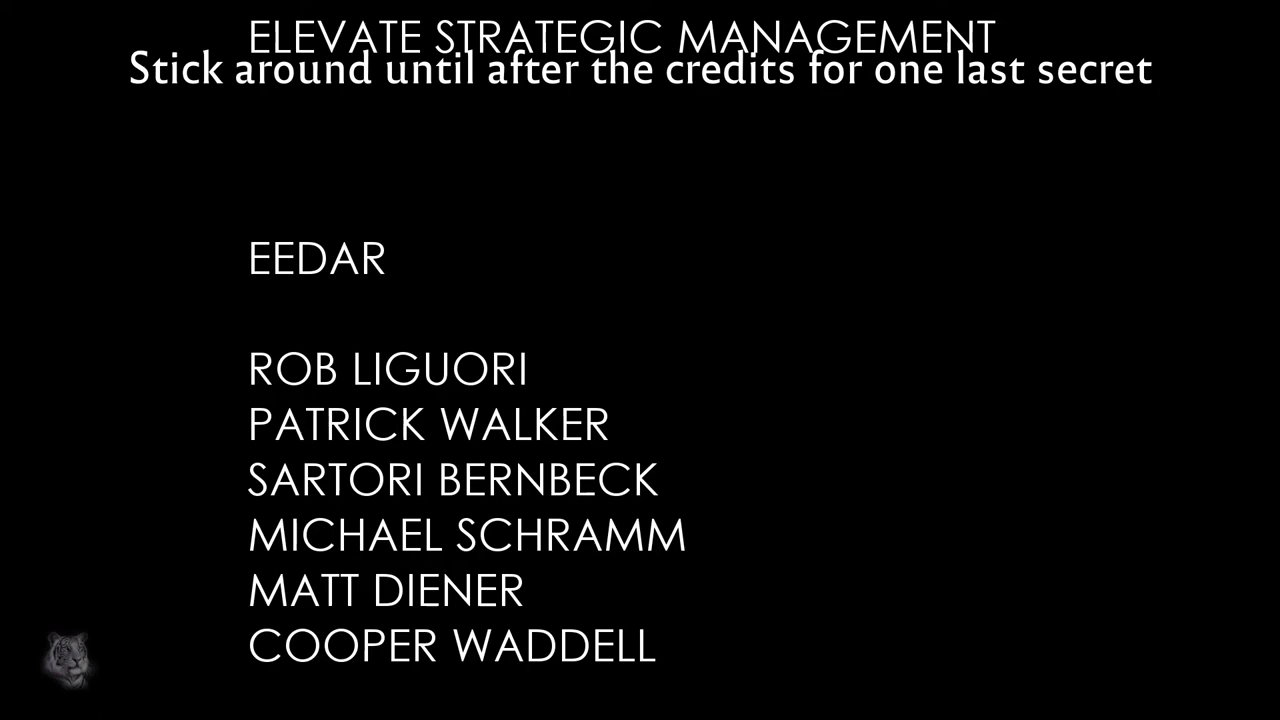 ELEVATE STRATEGIC MANAGEMENT
Stick around until after the credits for one last secret
EEDAR
ROB LIGUORI
PATRICK WALKER
SARTORI BERNBECK
MICHAEL SCHRAMM
MATT DIENER
COOPER WADDELL